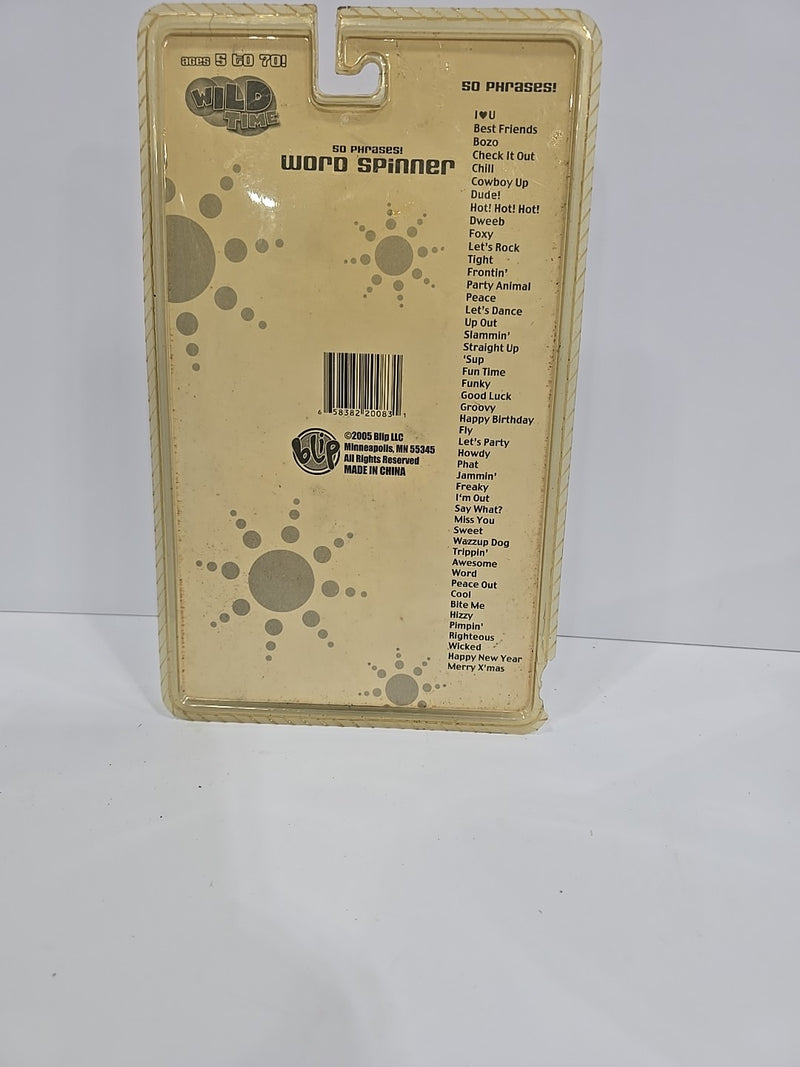 ages 5 to 70!
WILD
TIME
50 Phrases!
word spinner
50 Phrases!
I♥U
Best Friends
Bozo
Check It Out
Chill
Cowboy Up
Dude!
Hot! Hot! Hot!
Dweeb
Foxy
Let's Rock
Tight
Frontin'
Party Animal
Peace
Let's Dance
Up Out
Slammin'
Straight Up
'Sup
Fun Time
Funky
Good Luck
Groovy
Happy Birthday
Fly
Let's Party
Howdy
Phat
Jammin'
Freaky
I'm Out
Say What?
Miss You
Sweet
Wazzup Dog
Trippin'
Awesome
Word
Peace Out
Cool
Bite Me
Hizzy
Pimpin'
Righteous
Wicked
Happy New Year
Merry X'mas
6 58382 20083 1
blip
©2005 Blip LLC
Minneapolis, MN 55345
All Rights Reserved
MADE IN CHINA